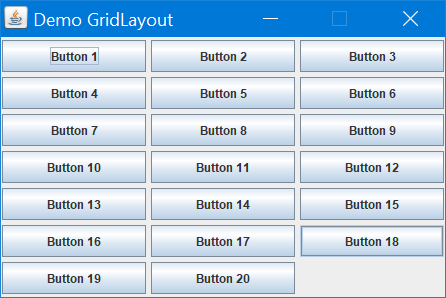 Demo GridLayout
Button 1 Button 2 Button 3
Button 4 Button 5 Button 6
Button 7 Button 8 Button 9
Button 10 Button 11 Button 12
Button 13 Button 14 Button 15
Button 16 Button 17 Button 18
Button 19 Button 20